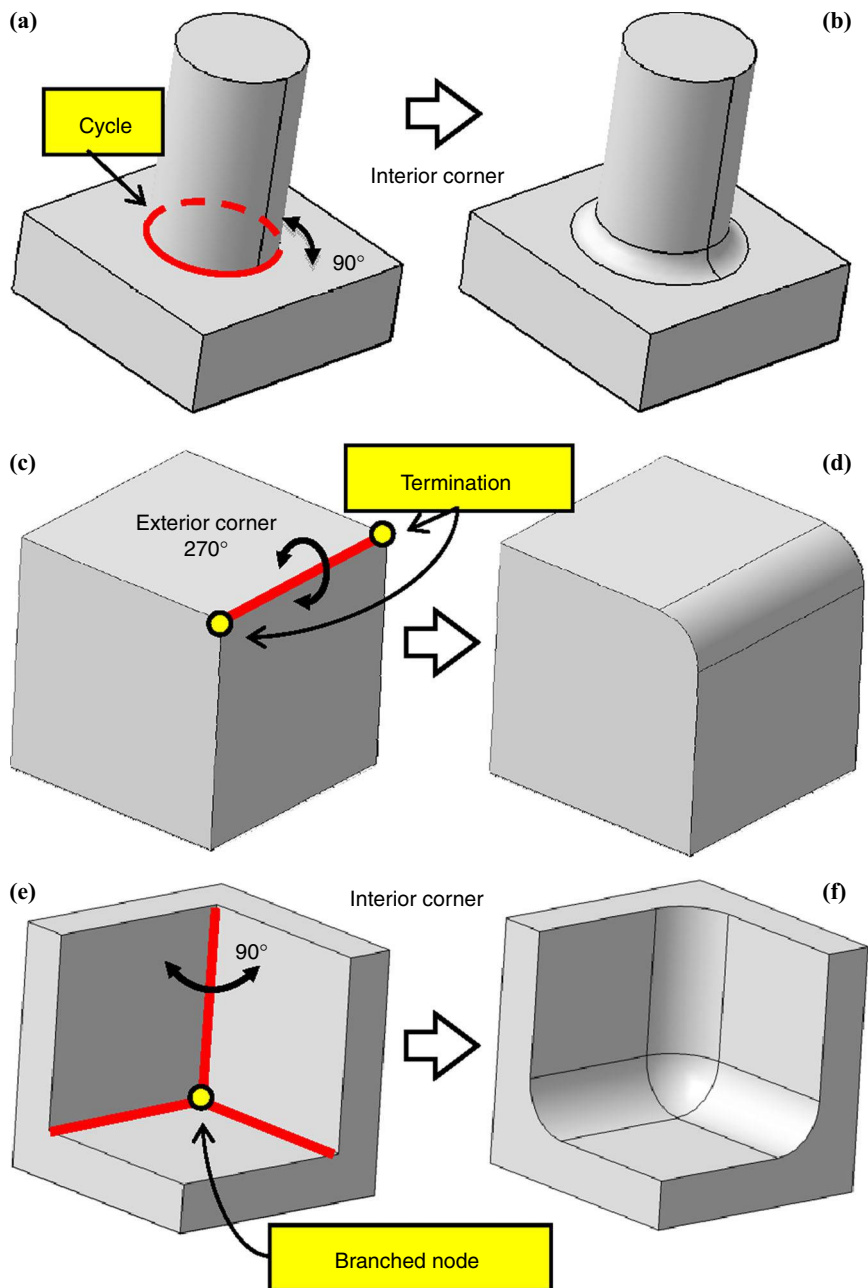 (a)
(b)
Cycle
Interior corner
90°
(c)
(d)
Termination
Exterior corner
270°
(e)
(f)
Interior corner
90°
Branched node